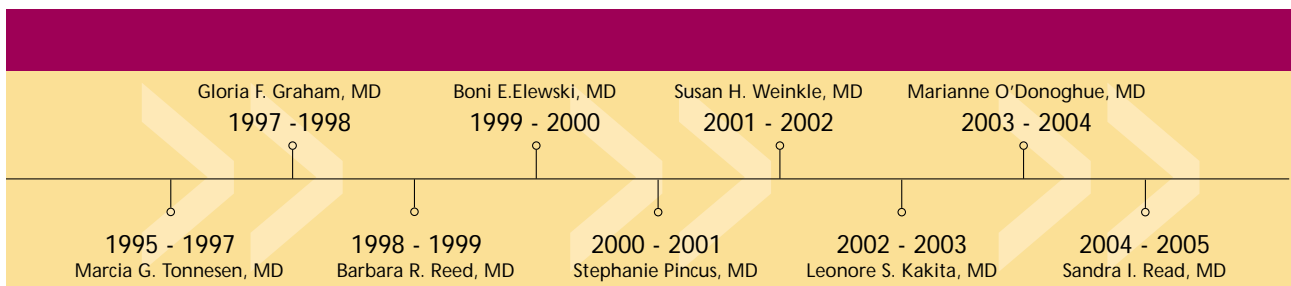 Gloria F. Graham, MD
1997 -1998
Boni E.Elewski, MD
1999 - 2000
Susan H. Weinkle, MD
2001 - 2002
Marianne O'Donoghue, MD
2003 - 2004
1995 - 1997
Marcia G. Tonnesen, MD
1998 - 1999
Barbara R. Reed, MD
2000 - 2001
Stephanie Pincus, MD
2002 - 2003
Leonore S. Kakita, MD
2004 - 2005
Sandra I. Read, MD